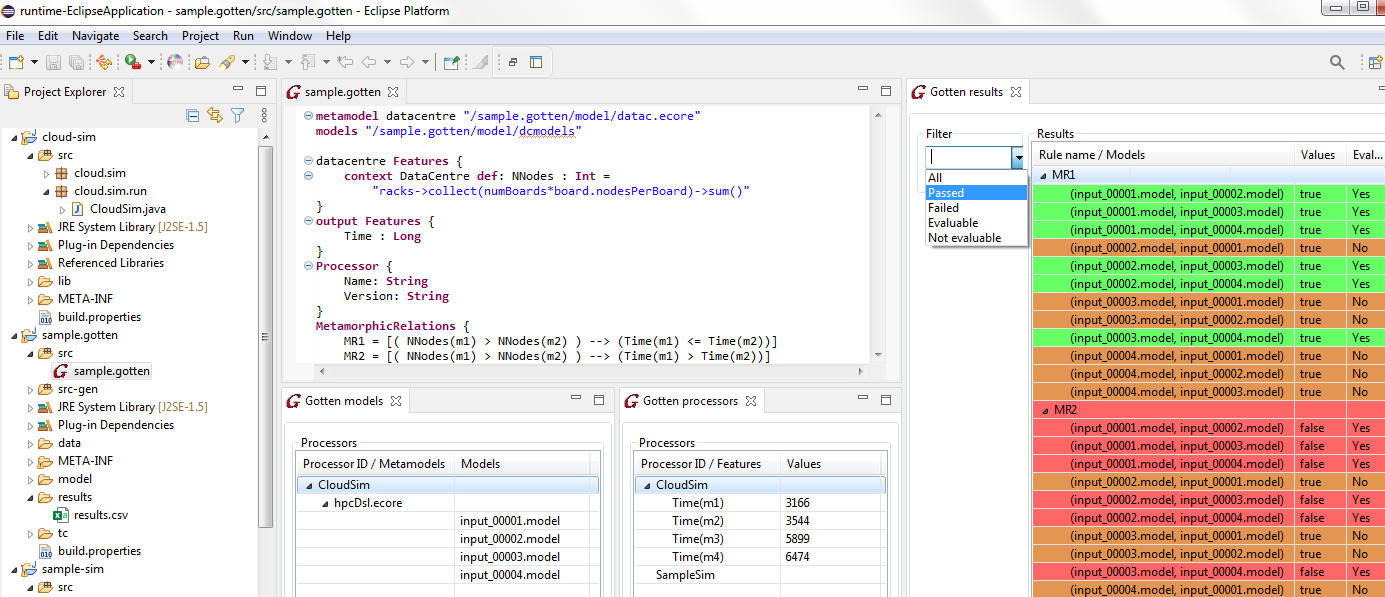 runtime-EclipseApplication - sample.gotten/src/sample.gotten - Eclipse Platform
File Edit Navigate Search Project Run Window Help
Project Explorer
cloud-sim
src
cloud.sim
cloud.sim.run
CloudSim.java
JRE System Library [J2SE-1.5]
Plug-in Dependencies
Referenced Libraries
lib
META-INF
build.properties
sample.gotten
src
sample.gotten
src-gen
JRE System Library [J2SE-1.5]
Plug-in Dependencies
data
META-INF
model
results
results.csv
tc
build.properties
sample-sim
src
sample.gotten
metamodel datacentre "/sample.gotten/model/datac.ecore"
models "/sample.gotten/model/dcmodels"
datacentre Features {
context DataCentre def: NNodes : Int =
"racks->collect(numBoards*board.nodesPerBoard)->sum()"
}
output Features {
Time : Long
}
Processor {
Name: String
Version: String
}
MetamorphicRelations {
MR1 = [( NNodes(m1) > NNodes(m2) ) --> (Time(m1) <= Time(m2))]
MR2 = [( NNodes(m1) > NNodes(m2) ) --> (Time(m1) > Time(m2))]
Gotten models
Processors
Processor ID / Metamodels Models
CloudSim
hpcDsl.ecore
input_00001.model
input_00002.model
input_00003.model
input_00004.model
Gotten processors
Processors
Processor ID / Features Values
CloudSim
Time(m1) 3166
Time(m2) 3544
Time(m3) 5899
Time(m4) 6474
SampleSim
Gotten results
Filter
All
Passed
Failed
Evaluable
Not evaluable
Results
Rule name / Models Values Eval...
MR1
(input_00001.model, input_00002.model) true Yes
(input_00001.model, input_00003.model) true Yes
(input_00001.model, input_00004.model) true Yes
(input_00002.model, input_00001.model) true No
(input_00002.model, input_00003.model) true Yes
(input_00002.model, input_00004.model) true Yes
(input_00003.model, input_00001.model) true No
(input_00003.model, input_00002.model) true No
(input_00003.model, input_00004.model) true Yes
(input_00004.model, input_00001.model) true No
(input_00004.model, input_00002.model) true No
(input_00004.model, input_00003.model) true No
MR2
(input_00001.model, input_00002.model) false Yes
(input_00001.model, input_00003.model) false Yes
(input_00001.model, input_00004.model) false Yes
(input_00002.model, input_00001.model) true No
(input_00002.model, input_00003.model) false Yes
(input_00002.model, input_00004.model) false Yes
(input_00003.model, input_00001.model) true No
(input_00003.model, input_00002.model) true No
(input_00003.model, input_00004.model) false Yes
(input_00004.model, input_00001.model) true No